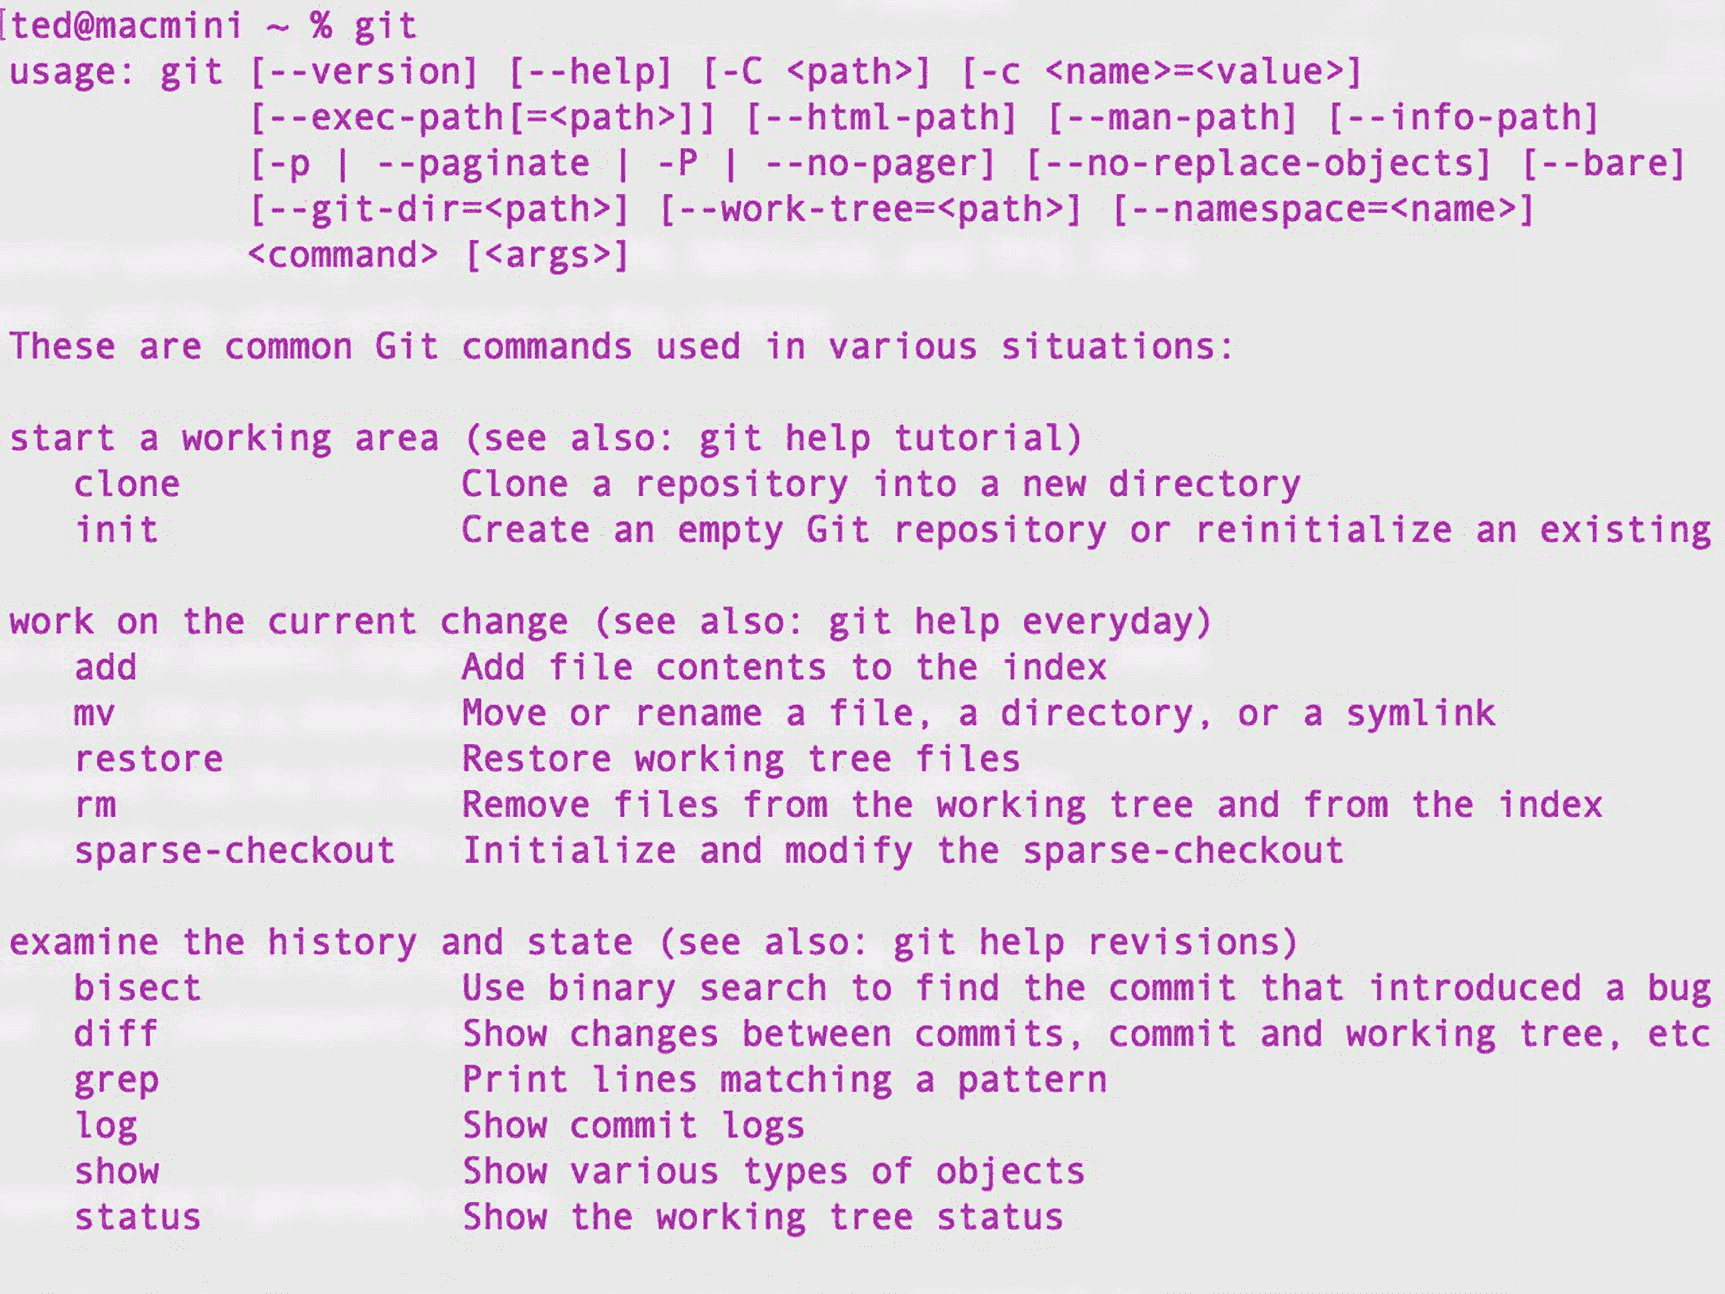 [ted@macmini ~ % git
usage: git [--version] [--help] [-C <path>] [-c <name>=<value>]
           [--exec-path[=<path>]] [--html-path] [--man-path] [--info-path]
           [-p | --paginate | -P | --no-pager] [--no-replace-objects] [--bare]
           [--git-dir=<path>] [--work-tree=<path>] [--namespace=<name>]
           <command> [<args>]

These are common Git commands used in various situations:

start a working area (see also: git help tutorial)
   clone             Clone a repository into a new directory
   init              Create an empty Git repository or reinitialize an existing

work on the current change (see also: git help everyday)
   add               Add file contents to the index
   mv                Move or rename a file, a directory, or a symlink
   restore           Restore working tree files
   rm                Remove files from the working tree and from the index
   sparse-checkout   Initialize and modify the sparse-checkout

examine the history and state (see also: git help revisions)
   bisect            Use binary search to find the commit that introduced a bug
   diff              Show changes between commits, commit and working tree, etc
   grep              Print lines matching a pattern
   log               Show commit logs
   show              Show various types of objects
   status            Show the working tree status